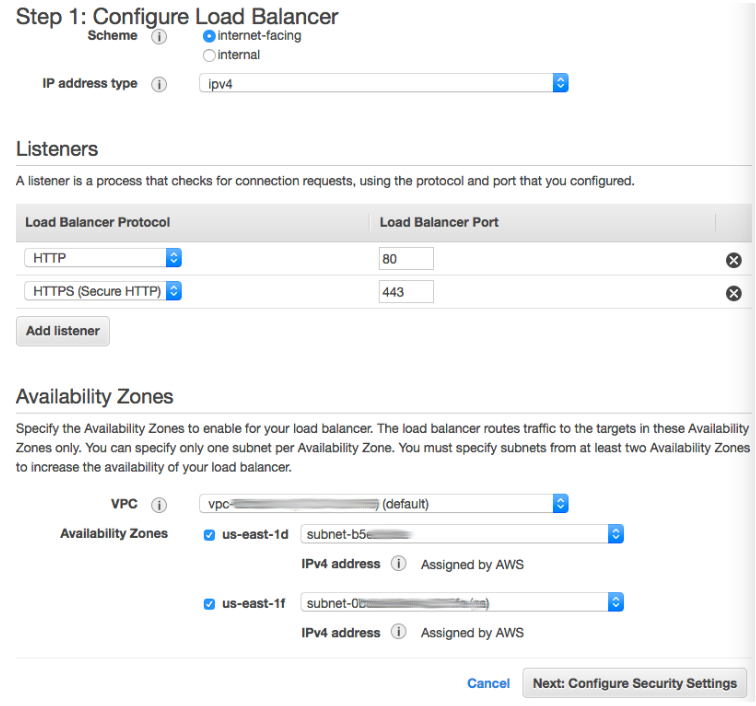 Step 1: Configure Load Balancer
Scheme
internet-facing
internal
IP address type
ipv4
Listeners
A listener is a process that checks for connection requests, using the protocol and port that you configured.
Load Balancer Protocol Load Balancer Port
HTTP 80
HTTPS (Secure HTTP) 443
Add listener
Availability Zones
Specify the Availability Zones to enable for your load balancer. The load balancer routes traffic to the targets in these Availability
Zones only. You can specify only one subnet per Availability Zone. You must specify subnets from at least two Availability Zones
to increase the availability of your load balancer.
VPC vpc- (default)
Availability Zones us-east-1d subnet-b5
IPv4 address Assigned by AWS
us-east-1f subnet-0
IPv4 address Assigned by AWS
Cancel Next: Configure Security Settings